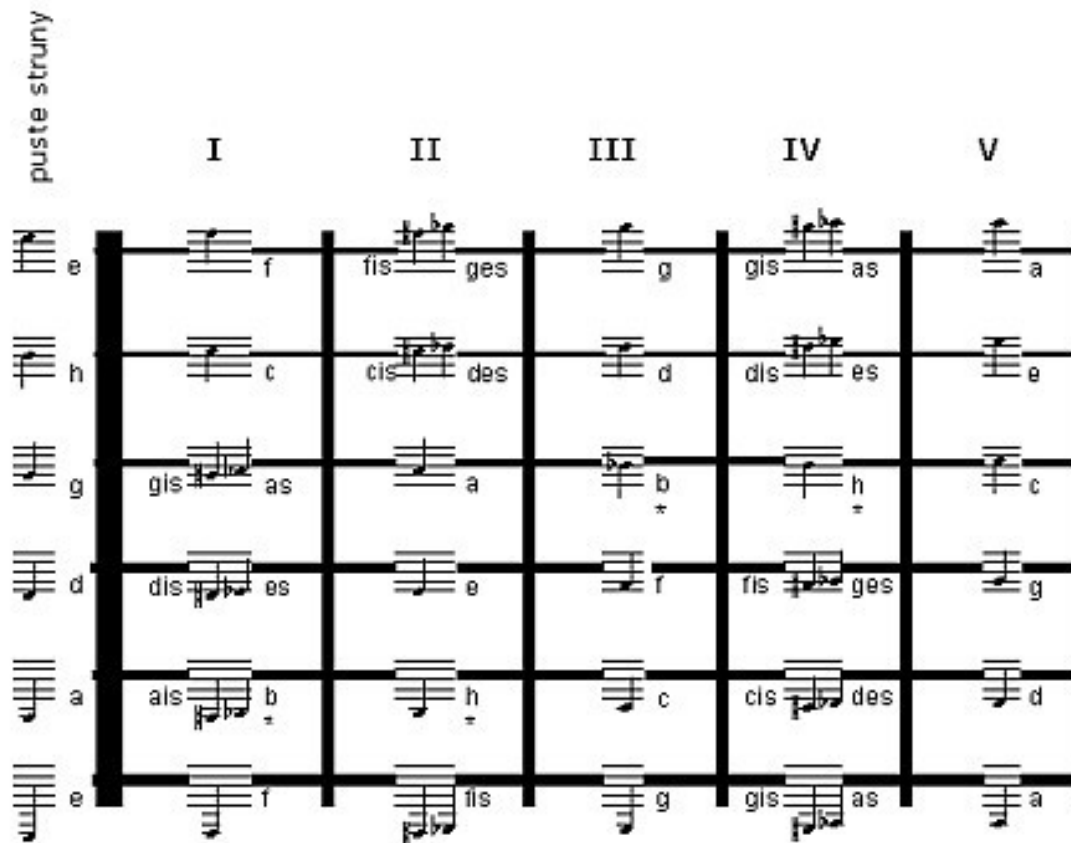 puste struny
I II III IV V
e f fis ges g gis as a
h c cis des d dis es e
g gis as a b h c
* *
d dis es e f fis ges g
a ais b h c cis des d
* *
e f fis g gis as a